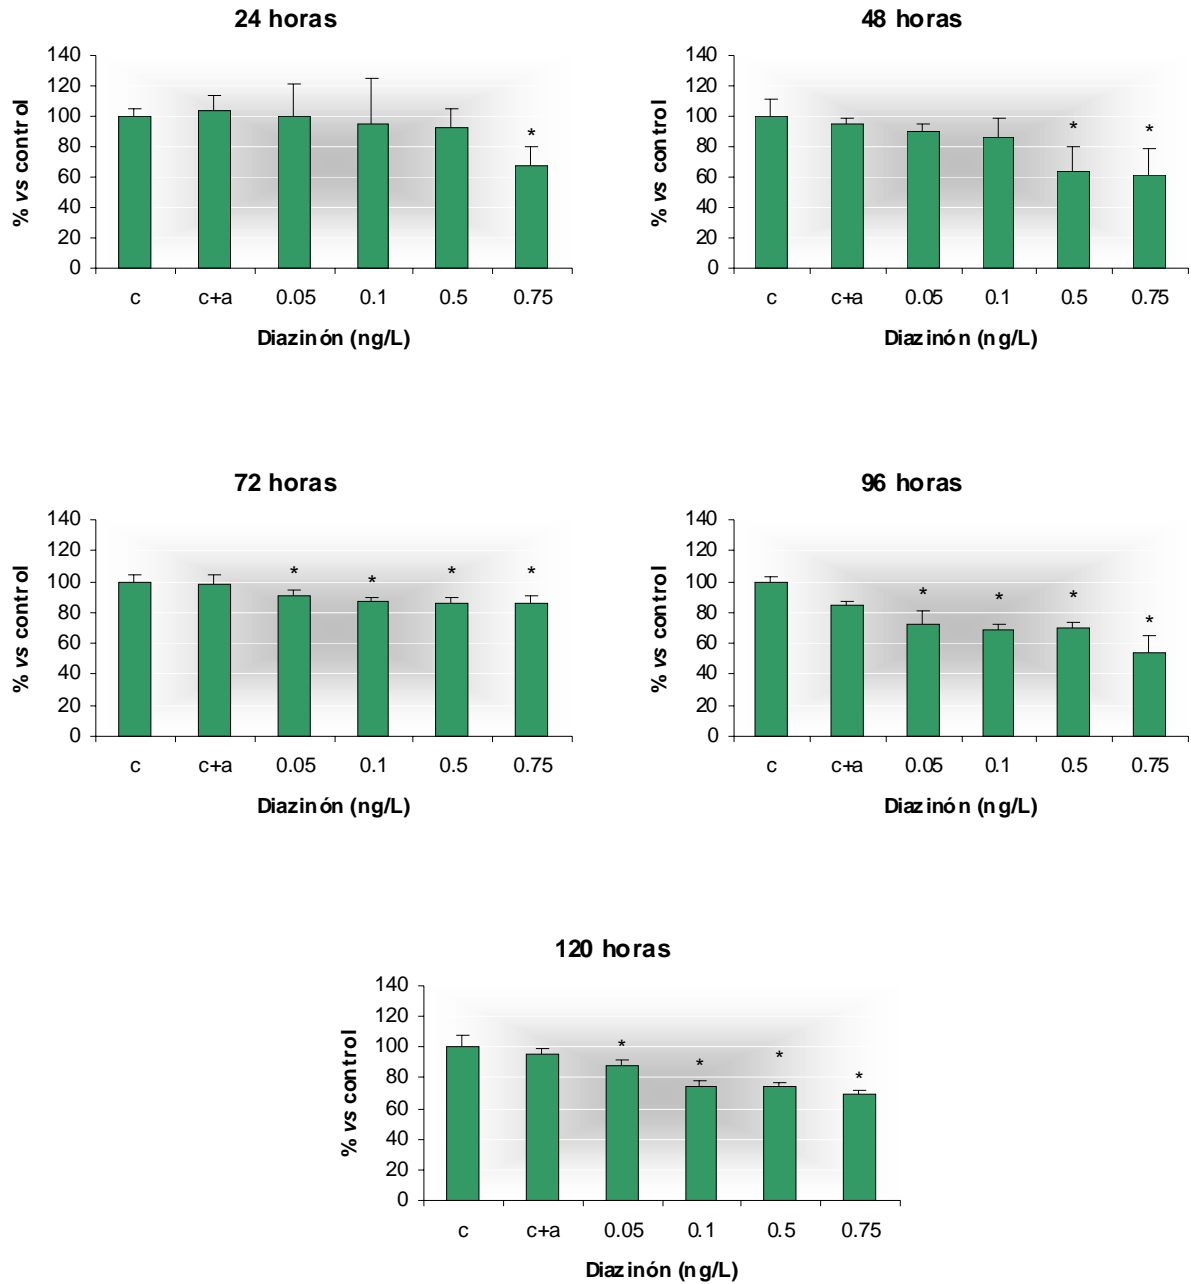 24 horas
140
120
100
80
60
40
20
0
% vs control
*
c c+a 0.05 0.1 0.5 0.75
Diazinón (ng/L)
48 horas
140
120
100
80
60
40
20
0
% vs control
* *
c c+a 0.05 0.1 0.5 0.75
Diazinón (ng/L)
72 horas
140
120
100
80
60
40
20
0
% vs control
* * * *
c c+a 0.05 0.1 0.5 0.75
Diazinón (ng/L)
96 horas
140
120
100
80
60
40
20
0
% vs control
* * * *
c c+a 0.05 0.1 0.5 0.75
Diazinón (ng/L)
120 horas
140
120
100
80
60
40
20
0
% vs control
* * * *
c c+a 0.05 0.1 0.5 0.75
Diazinón (ng/L)